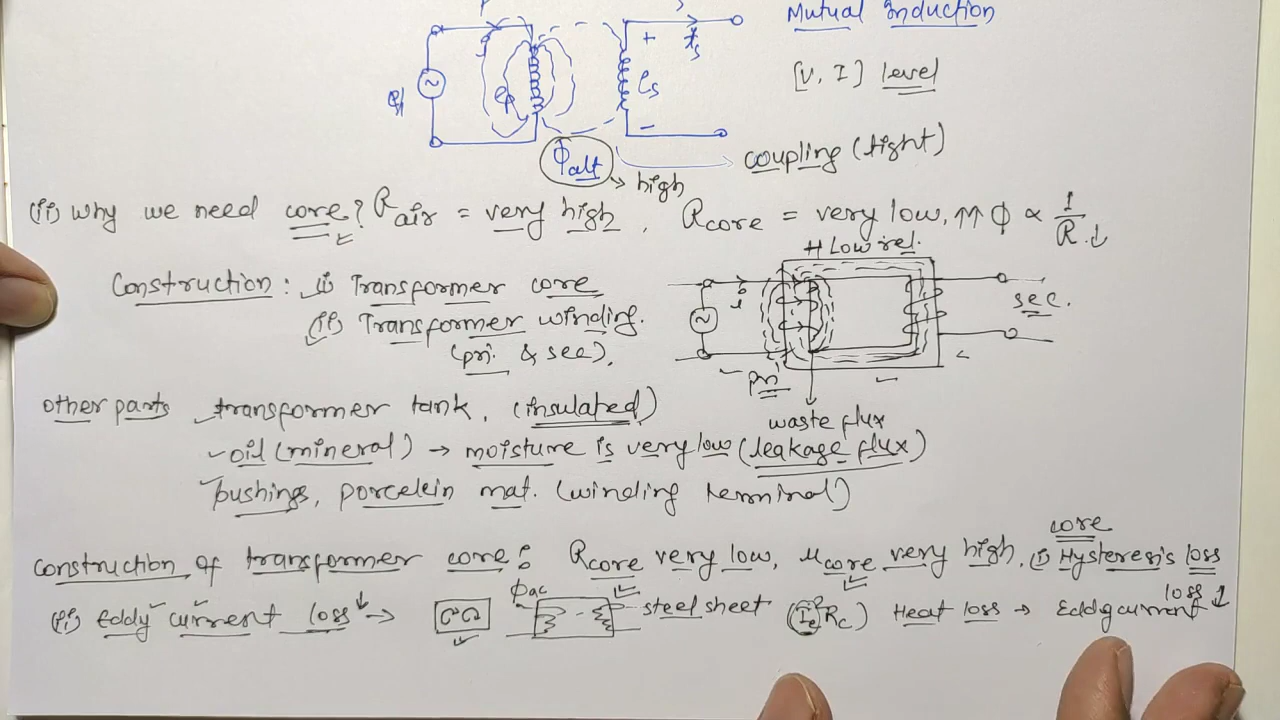 Mutual induction
[V, I] level
ep
es
Is
+
-
Φalt → high
coupling (tight)
(ii) why we need core? Rair = very high, Rcore = very low, ↑↑ Φ ∝ 1/R ↓
Low rel.
Construction: (i) Transformer core
(ii) Transformer winding.
(pri. & sec).
sec.
pri
waste flux
(leakage flux)
other parts transformer tank. (insulated)
oil (mineral) → moisture is very low
bushings, porcelein mat. (winding terminal)
core
construction of transformer core: Rcore very low, μcore very high, (i) Hysteresis loss
(ii) Eddy current loss ↓ → Φac steel sheet (Ie²Rc) Heat loss → Eddy current loss ↓